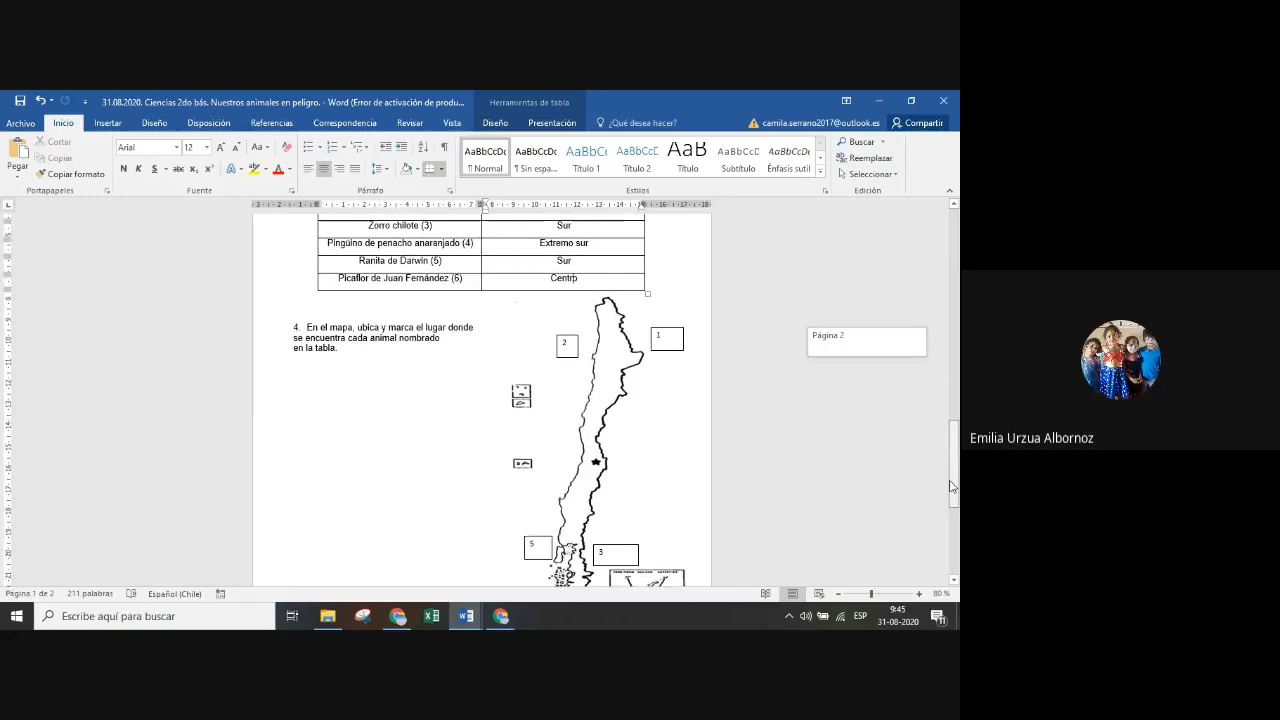 31.08.2020. Ciencias 2do bás. Nuestros animales en peligro. - Word (Error de activación de produ...
Herramientas de tabla
Archivo Inicio Insertar Diseño Disposición Referencias Correspondencia Revisar Vista Diseño Presentación ¿Qué desea hacer? camila.serrano2017@outlook.es Compartir
Pegar
Cortar
Copiar
Copiar formato
Portapapeles
Arial 12
N K S abc x₂ x²
Fuente
Párrafo
AaBbCcDc AaBbCcDc AaBbCc AaBbCcE AaB AaBbCcD AaBbCcDc
¶ Normal ¶ Sin espa... Título 1 Título 2 Título Subtítulo Énfasis sutil
Estilos
Buscar
Reemplazar
Seleccionar
Edición
Zorro chilote (3) Sur
Pingüino de penacho anaranjado (4) Extremo sur
Ranita de Darwin (5) Sur
Picaflor de Juan Fernández (6) Centro
4. En el mapa, ubica y marca el lugar donde
se encuentra cada animal nombrado
en la tabla.
2
1
5
3
Página 2
Emilia Urzua Albornoz
Página 1 de 2 211 palabras Español (Chile) 80 %
Escribe aquí para buscar
ESP
9:45
31-08-2020
11